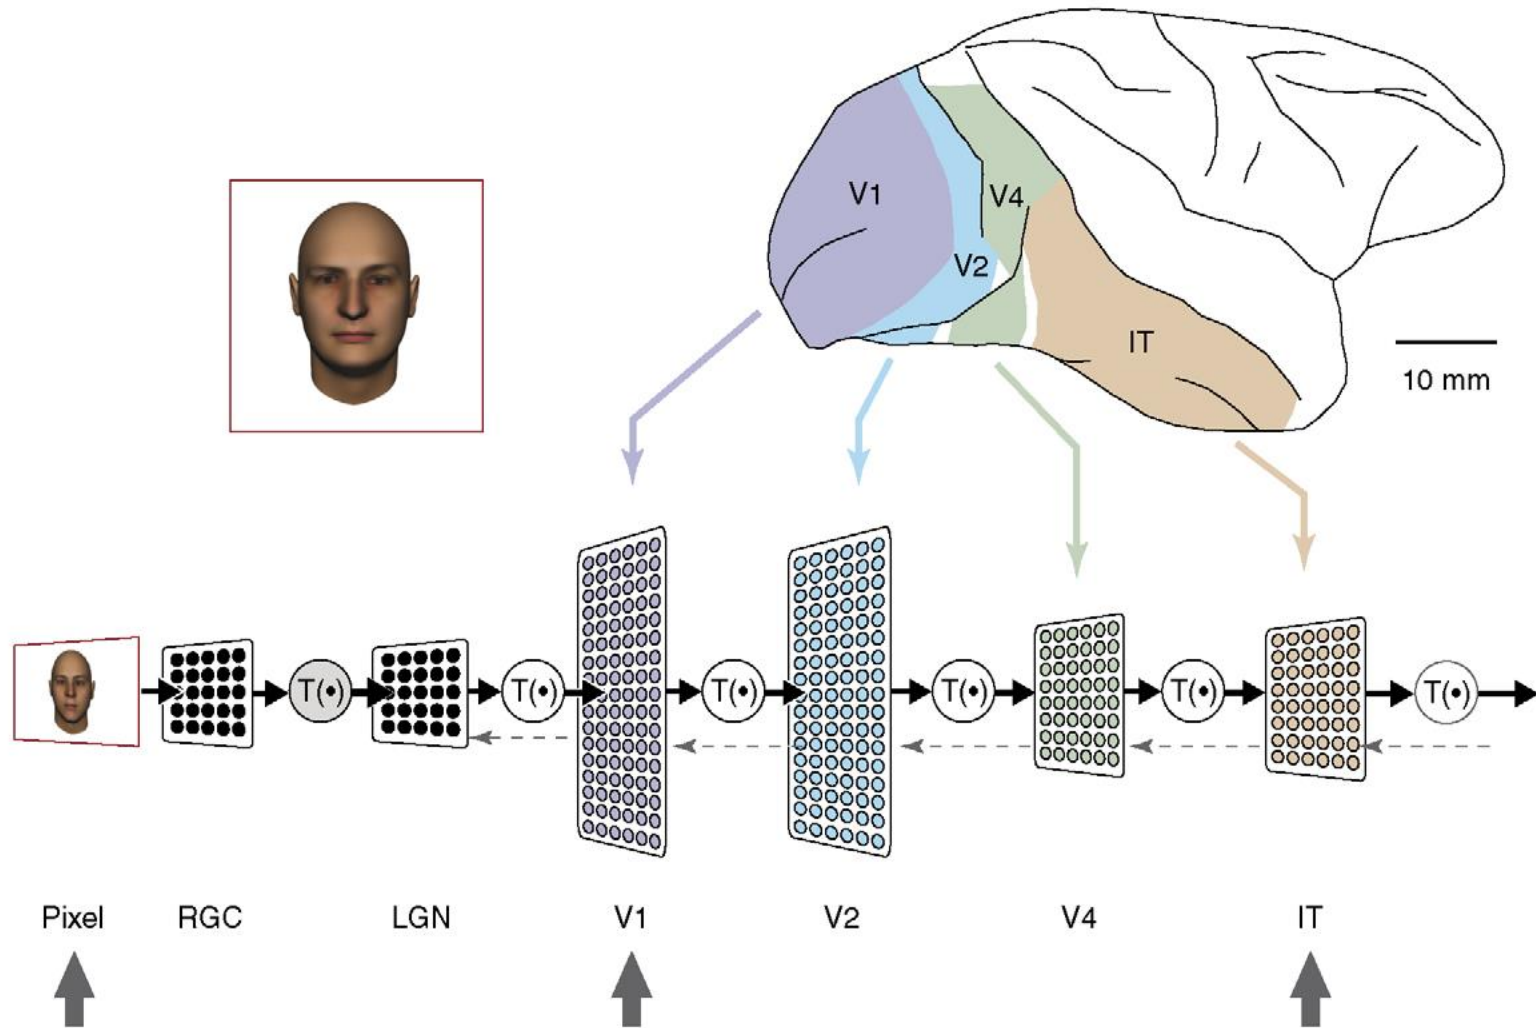 V1
V4
V2
IT
10 mm
T(•)
T(•)
T(•)
T(•)
T(•)
T(•)
Pixel
RGC
LGN
V1
V2
V4
IT